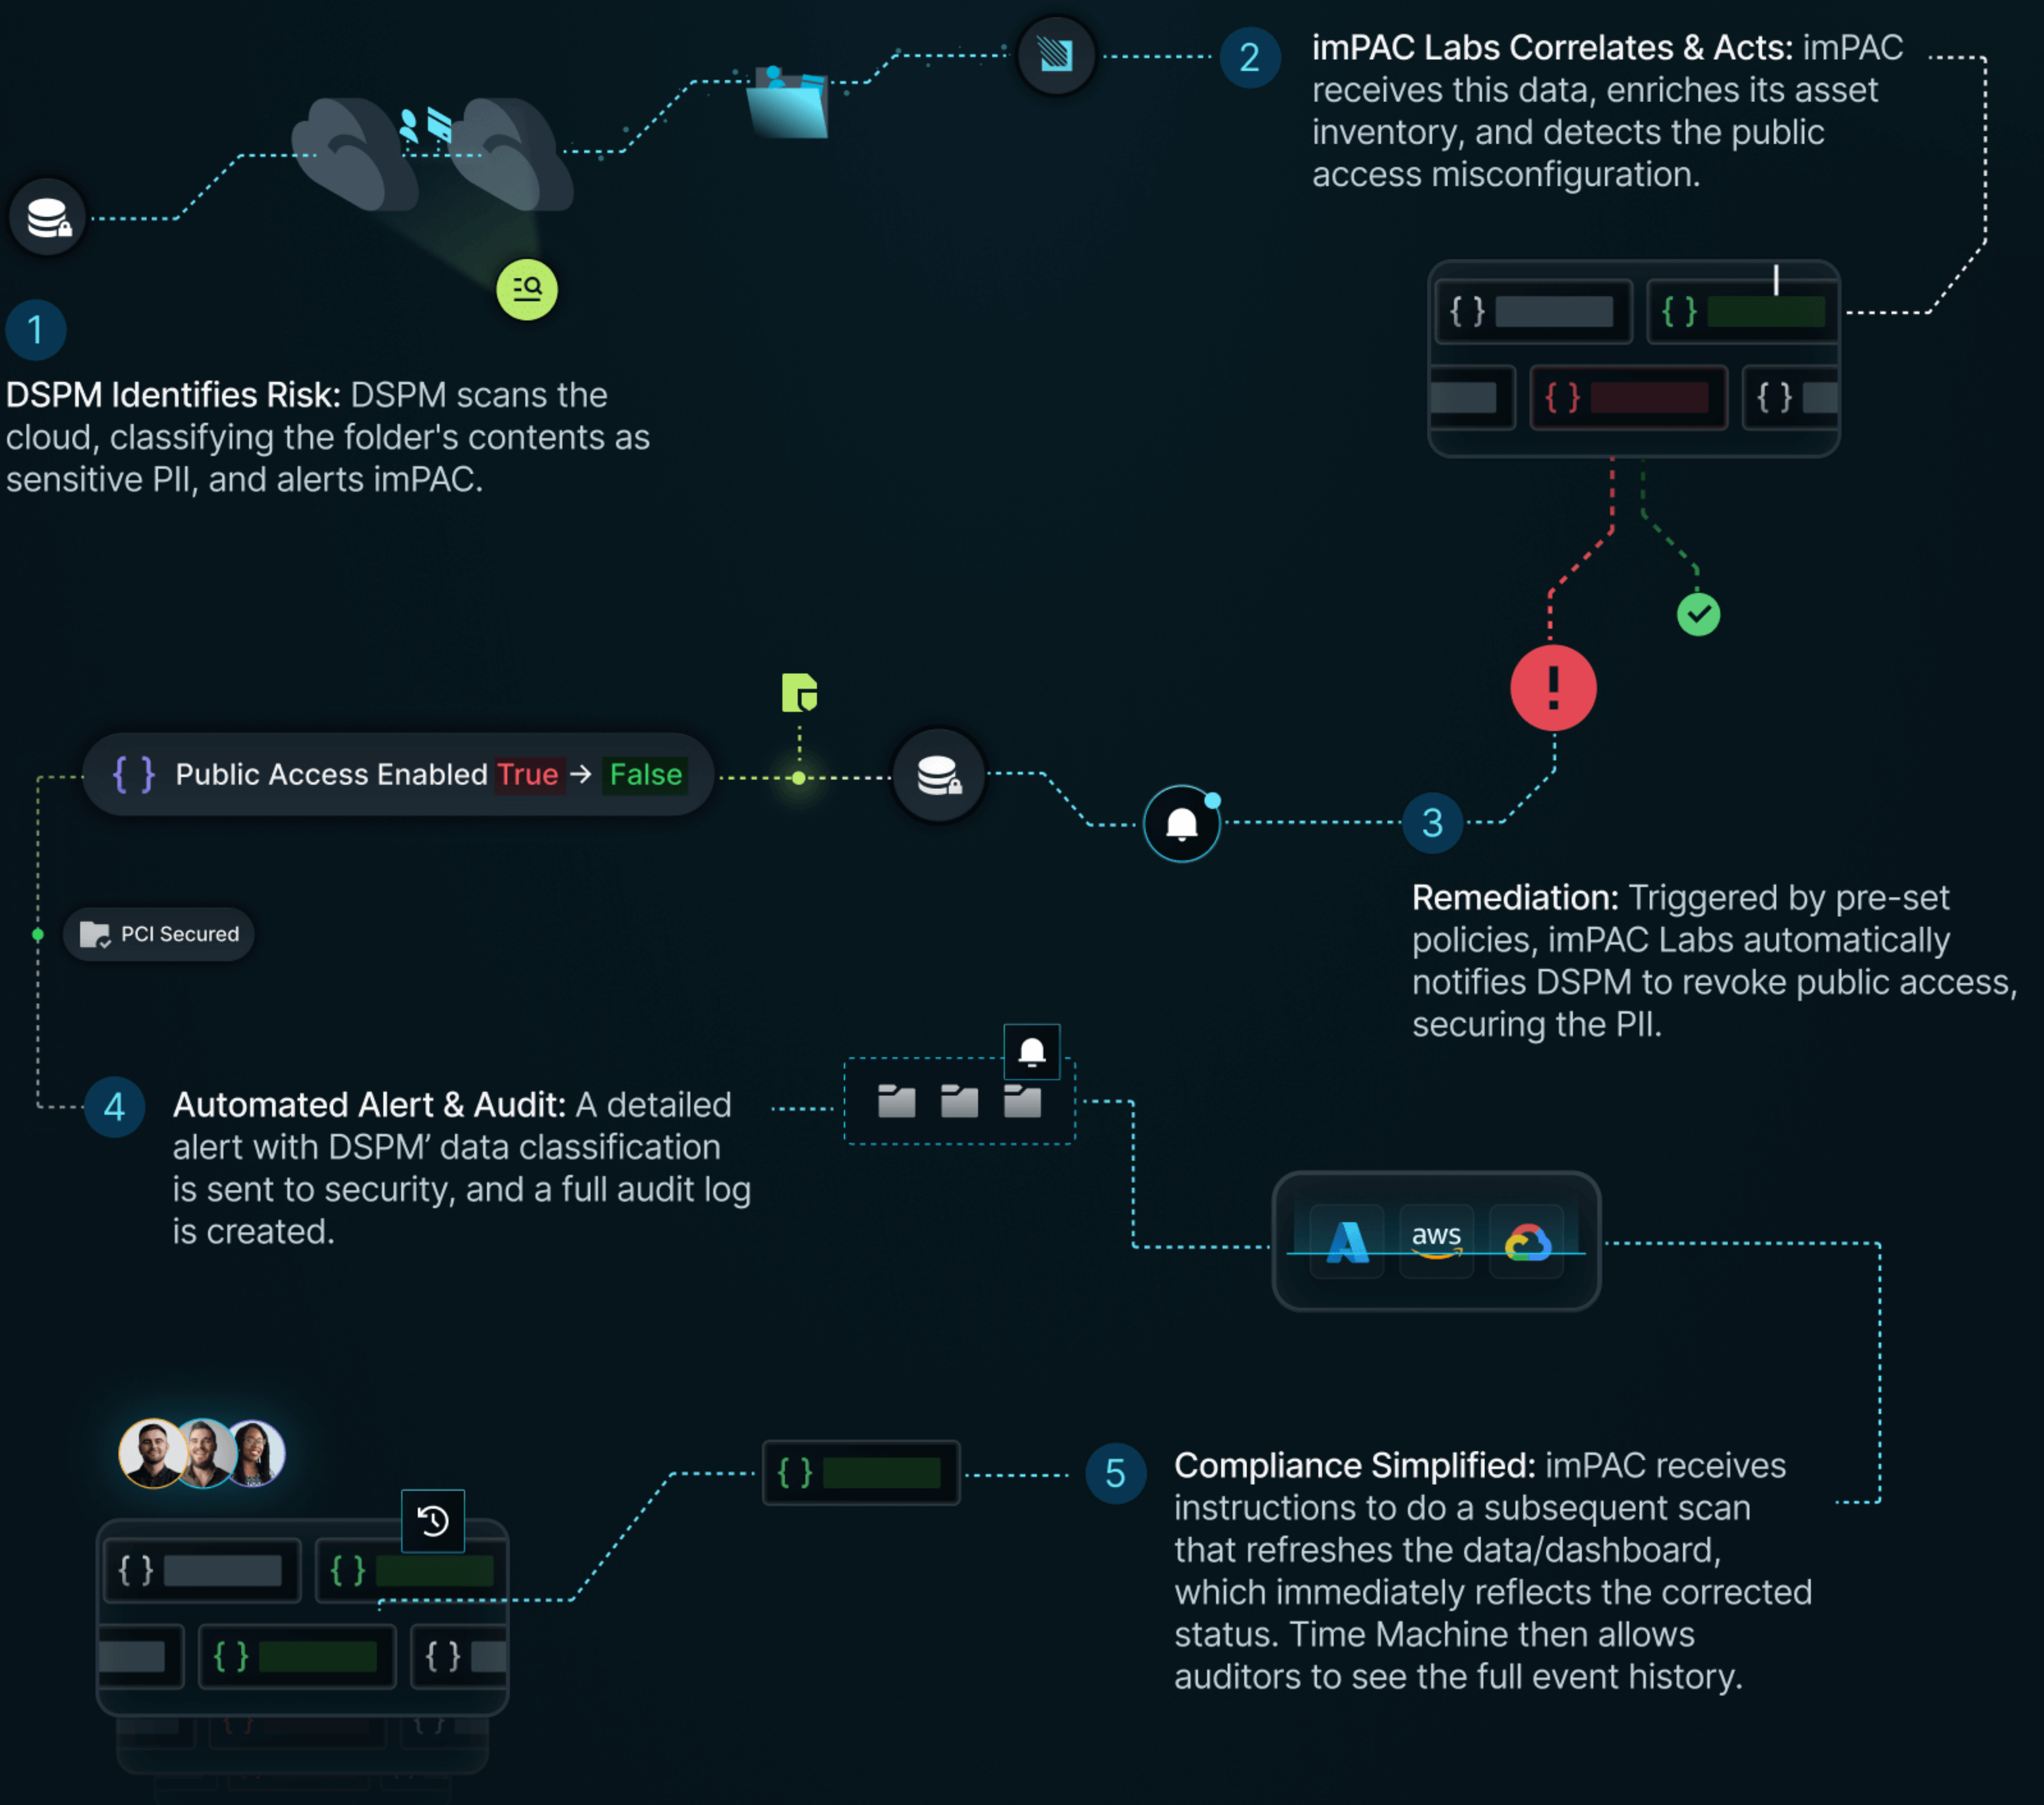 2
imPAC Labs Correlates & Acts: imPAC
receives this data, enriches its asset
inventory, and detects the public
access misconfiguration.
1
DSPM Identifies Risk: DSPM scans the
cloud, classifying the folder's contents as
sensitive PII, and alerts imPAC.
{ }
{ }
{ }
{ }
!
{ } Public Access Enabled True → False
3
Remediation: Triggered by pre-set
policies, imPAC Labs automatically
notifies DSPM to revoke public access,
securing the PII.
PCI Secured
4
Automated Alert & Audit: A detailed
alert with DSPM’ data classification
is sent to security, and a full audit log
is created.
aws
5
Compliance Simplified: imPAC receives
instructions to do a subsequent scan
that refreshes the data/dashboard,
which immediately reflects the corrected
status. Time Machine then allows
auditors to see the full event history.
{ }
{ }
{ }
{ }
{ }
{ }
{ }